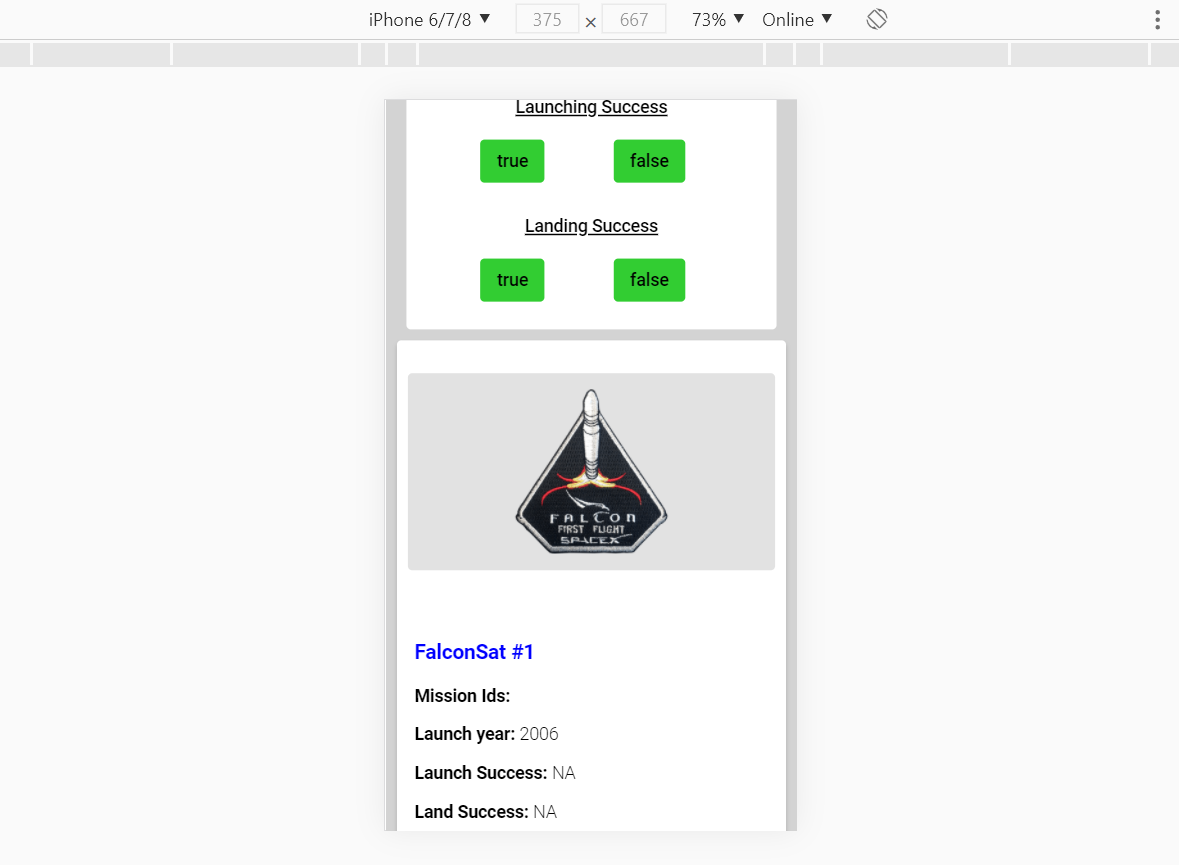 iPhone 6/7/8 ▼ 375 × 667 73% ▼ Online ▼
Launching Success
true false
Landing Success
true false
FALCON
FIRST FLIGHT
SPACEX
FalconSat #1
Mission Ids:
Launch year: 2006
Launch Success: NA
Land Success: NA